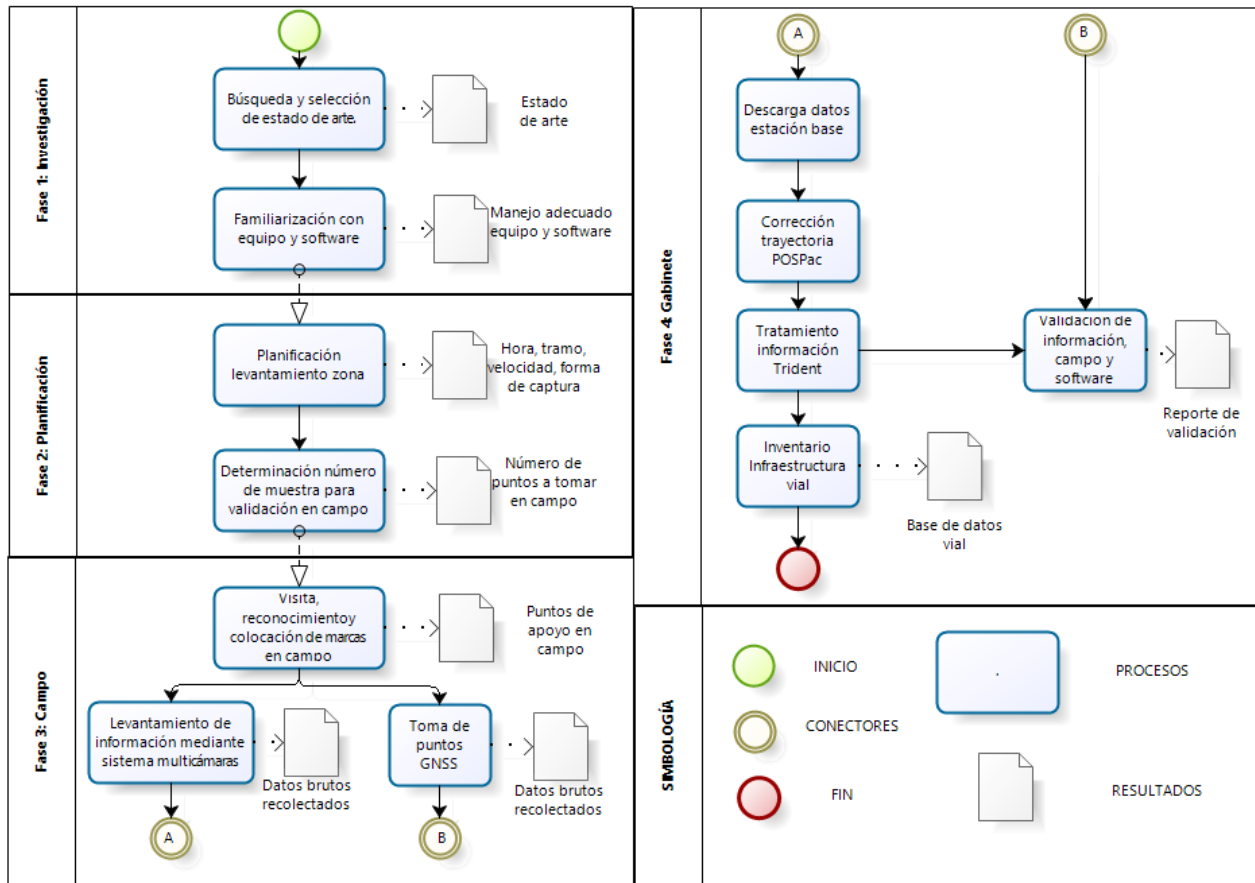 Fase 1: Investigación
Búsqueda y selección
de estado de arte.
Estado
de arte
Familiarización con
equipo y software
Manejo adecuado
equipo y software
Fase 2: Planificación
Planificación
levantamiento zona
Hora, tramo,
velocidad, forma
de captura
Determinación número
de muestra para
validación en campo
Número de
puntos a tomar
en campo
Fase 3: Campo
Visita,
reconocimientoy
colocación de marcas
en campo
Puntos de
apoyo en
campo
Levantamiento de
información mediante
sistema multicámaras
Datos brutos
recolectados
Toma de
puntos
GNSS
Datos brutos
recolectados
A
B
Fase 4: Gabinete
A
B
Descarga datos
estación base
Corrección
trayectoria
POSPac
Tratamiento
información
Trident
Validación de
información,
campo y
software
Reporte de
validación
Inventario
Infraestructura
vial
Base de datos
vial
SIMBOLOGÍA
INICIO
PROCESOS
CONECTORES
FIN
RESULTADOS